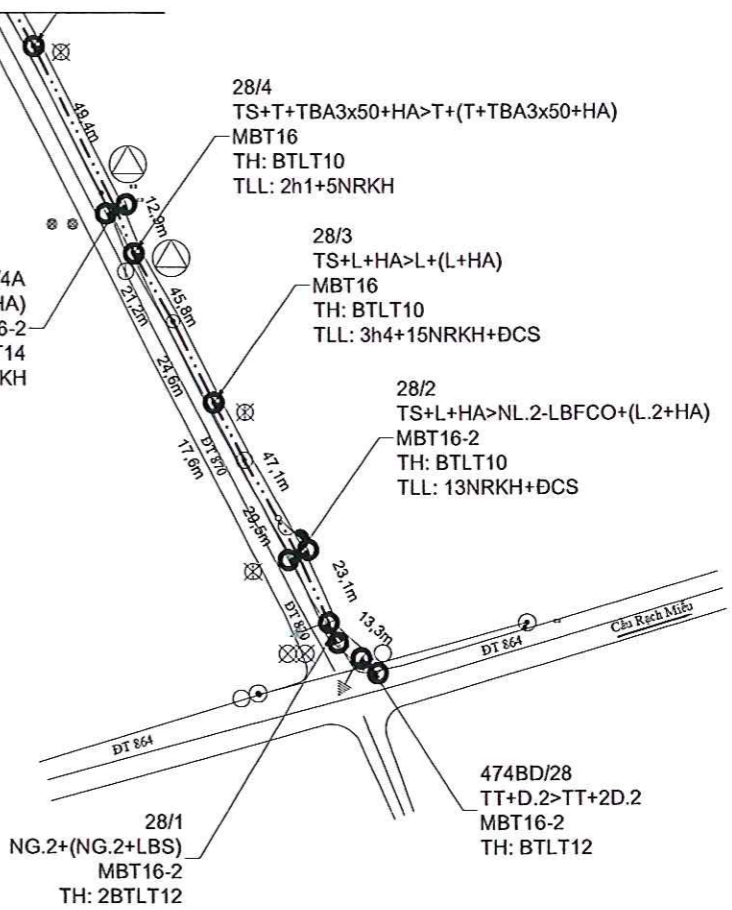 49,4m
28/4
TS+T+TBA3x50+HA>T+(T+TBA3x50+HA)
MBT16
TH: BTLT10
TLL: 2h1+5NRKH
12,9m
28/3
TS+L+HA>L+(L+HA)
MBT16
TH: BTLT10
TLL: 3h4+15NRKH+ĐCS
4A
HA)
6-2
T14
KH
21,2m
45,8m
24,6m
ĐT 870
17,6m
28/2
TS+L+HA>NL.2-LBFCO+(L.2+HA)
MBT16-2
TH: BTLT10
TLL: 13NRKH+ĐCS
47,1m
29,5m
23,1m
ĐT 870
13,3m
Cầu Rạch Miễu
ĐT 864
ĐT 864
474BD/28
TT+D.2>TT+2D.2
MBT16-2
TH: BTLT12
28/1
NG.2+(NG.2+LBS)
MBT16-2
TH: 2BTLT12